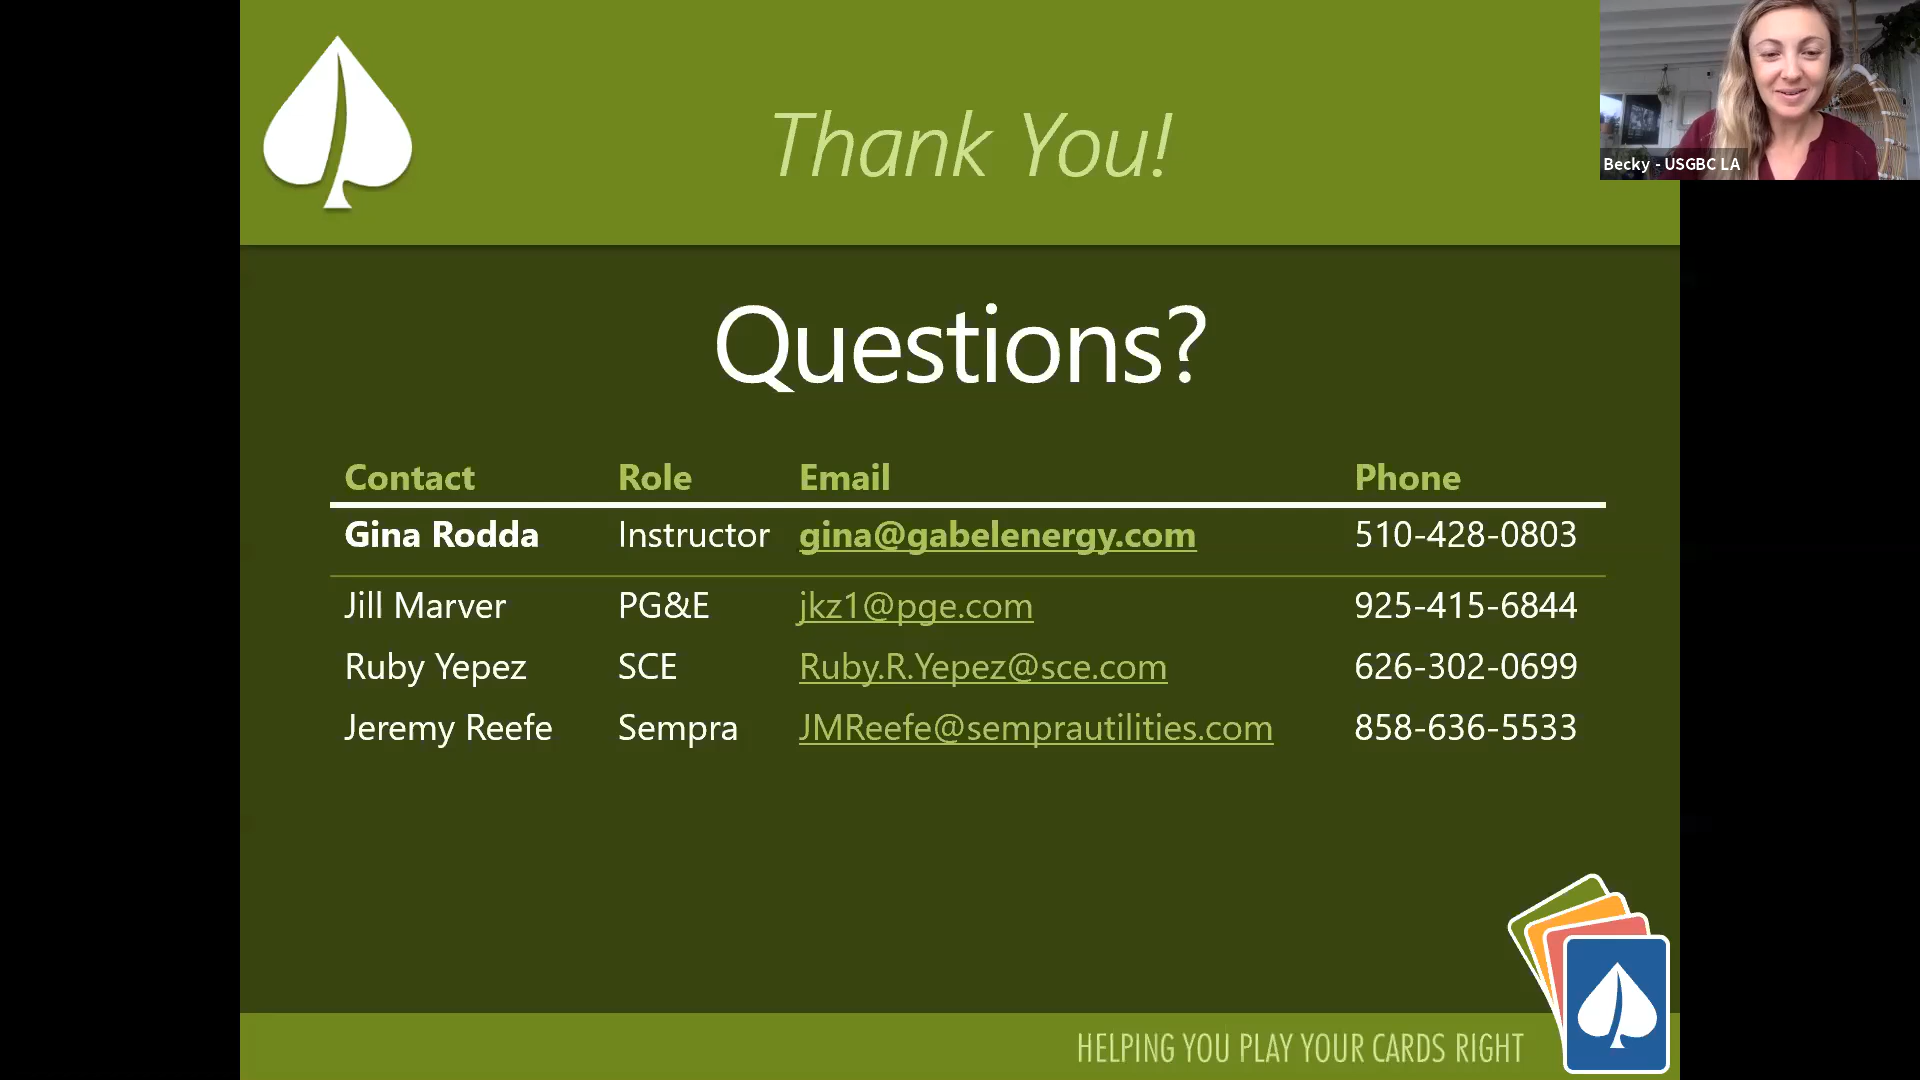 Thank You!
Becky - USGBC LA
Questions?
Contact Role Email Phone
Gina Rodda Instructor gina@gabelenergy.com 510-428-0803
Jill Marver PG&E jkz1@pge.com 925-415-6844
Ruby Yepez SCE Ruby.R.Yepez@sce.com 626-302-0699
Jeremy Reefe Sempra JMReefe@semprautilities.com 858-636-5533
HELPING YOU PLAY YOUR CARDS RIGHT